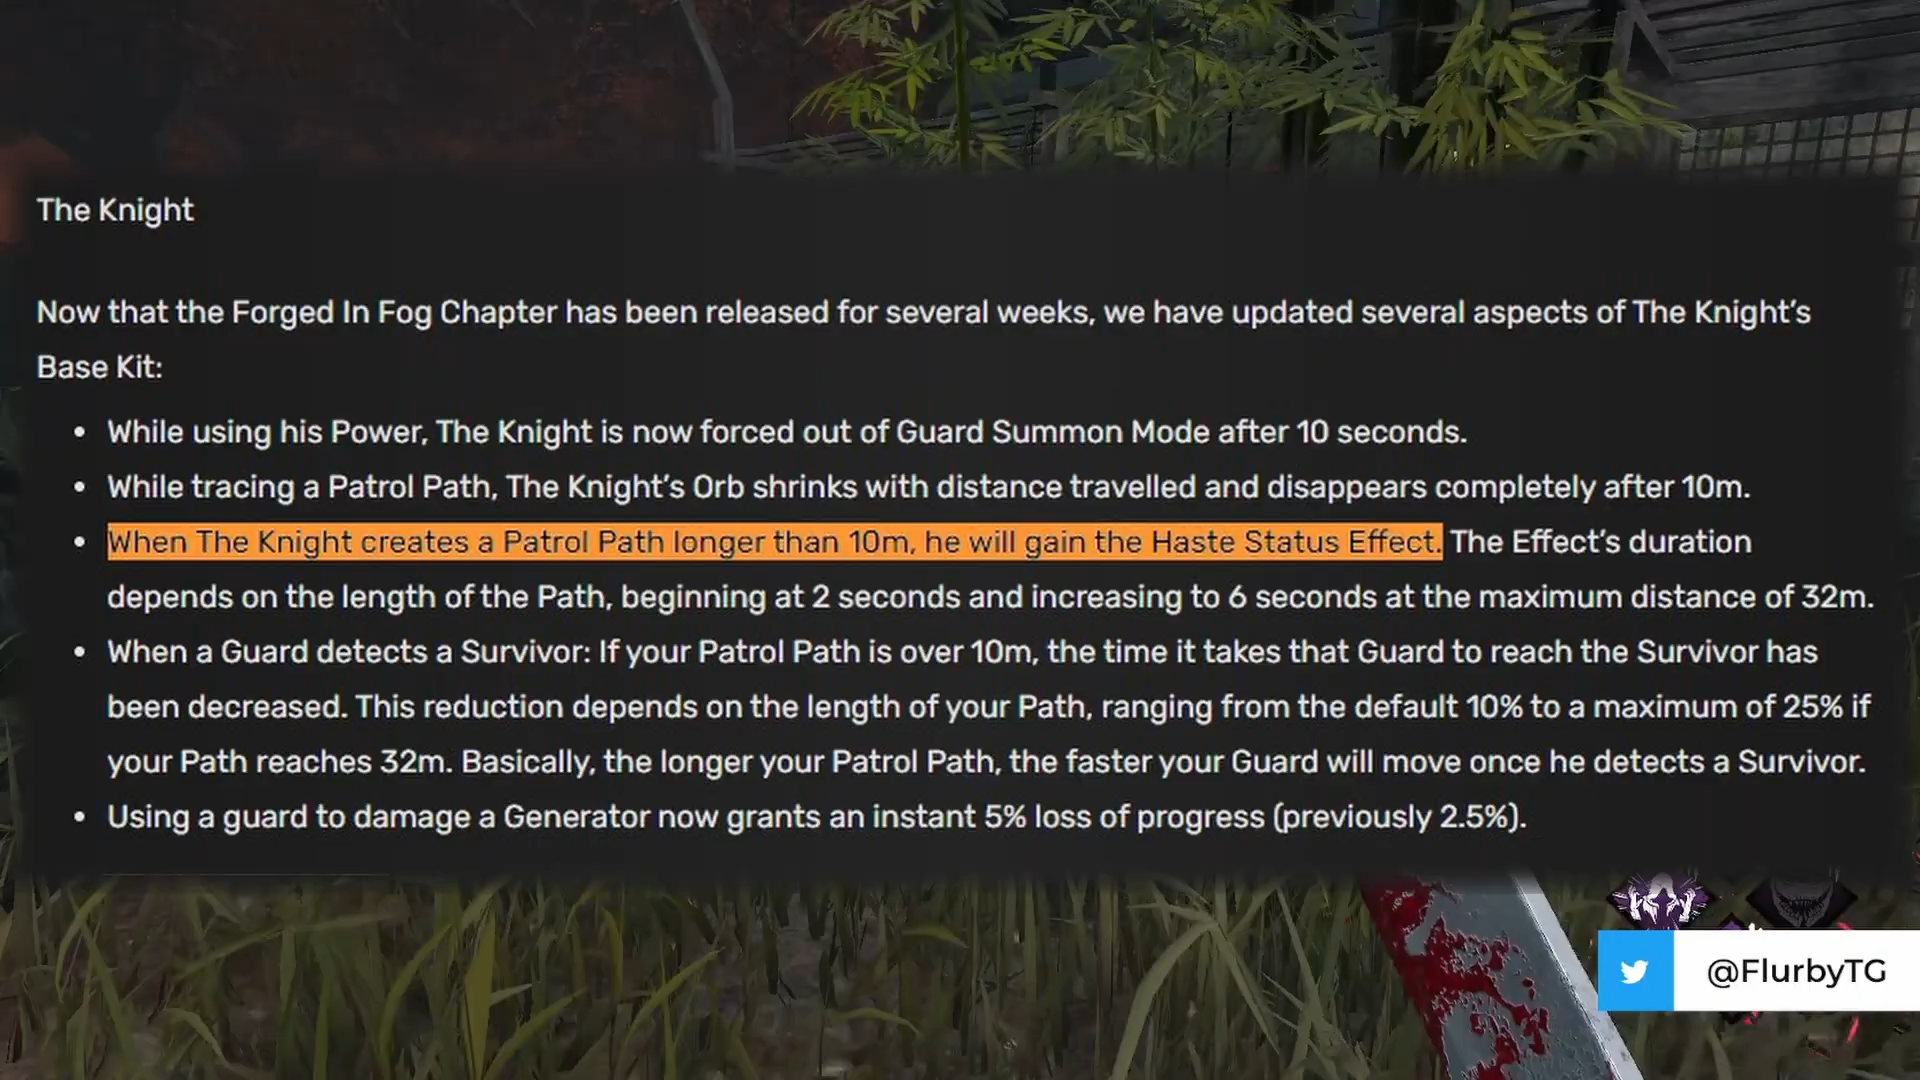 The Knight
Now that the Forged In Fog Chapter has been released for several weeks, we have updated several aspects of The Knight's
Base Kit:
• While using his Power, The Knight is now forced out of Guard Summon Mode after 10 seconds.
• While tracing a Patrol Path, The Knight's Orb shrinks with distance travelled and disappears completely after 10m.
• When The Knight creates a Patrol Path longer than 10m, he will gain the Haste Status Effect. The Effect's duration
depends on the length of the Path, beginning at 2 seconds and increasing to 6 seconds at the maximum distance of 32m.
• When a Guard detects a Survivor: If your Patrol Path is over 10m, the time it takes that Guard to reach the Survivor has
been decreased. This reduction depends on the length of your Path, ranging from the default 10% to a maximum of 25% if
your Path reaches 32m. Basically, the longer your Patrol Path, the faster your Guard will move once he detects a Survivor.
• Using a guard to damage a Generator now grants an instant 5% loss of progress (previously 2.5%).
@FlurbyTG